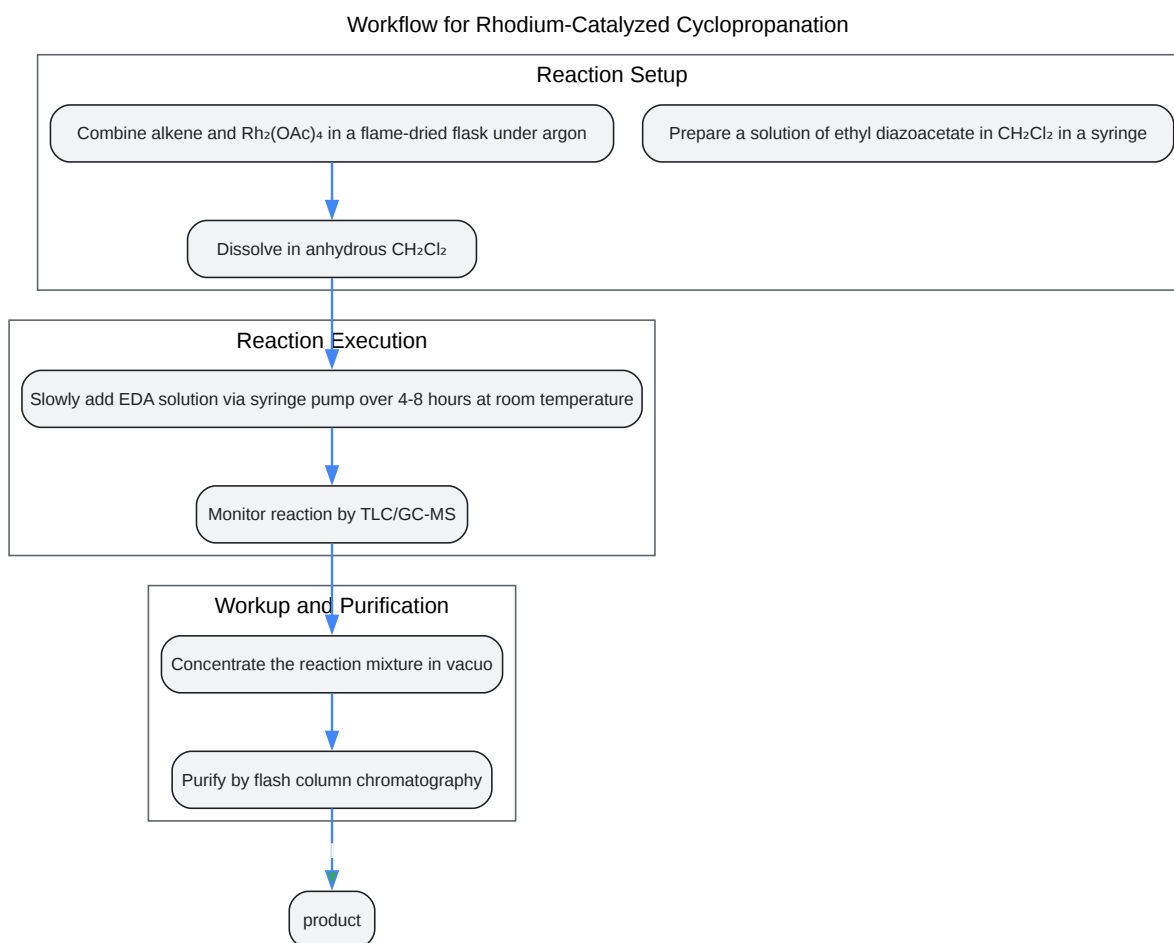 Workflow for Rhodium-Catalyzed Cyclopropanation
Reaction Setup
Combine alkene and Rh₂(OAc)₄ in a flame-dried flask under argon
Prepare a solution of ethyl diazoacetate in CH₂Cl₂ in a syringe
Dissolve in anhydrous CH₂Cl₂
Reaction Execution
Slowly add EDA solution via syringe pump over 4-8 hours at room temperature
Monitor reaction by TLC/GC-MS
Workup and Purification
Concentrate the reaction mixture in vacuo
Purify by flash column chromatography
product